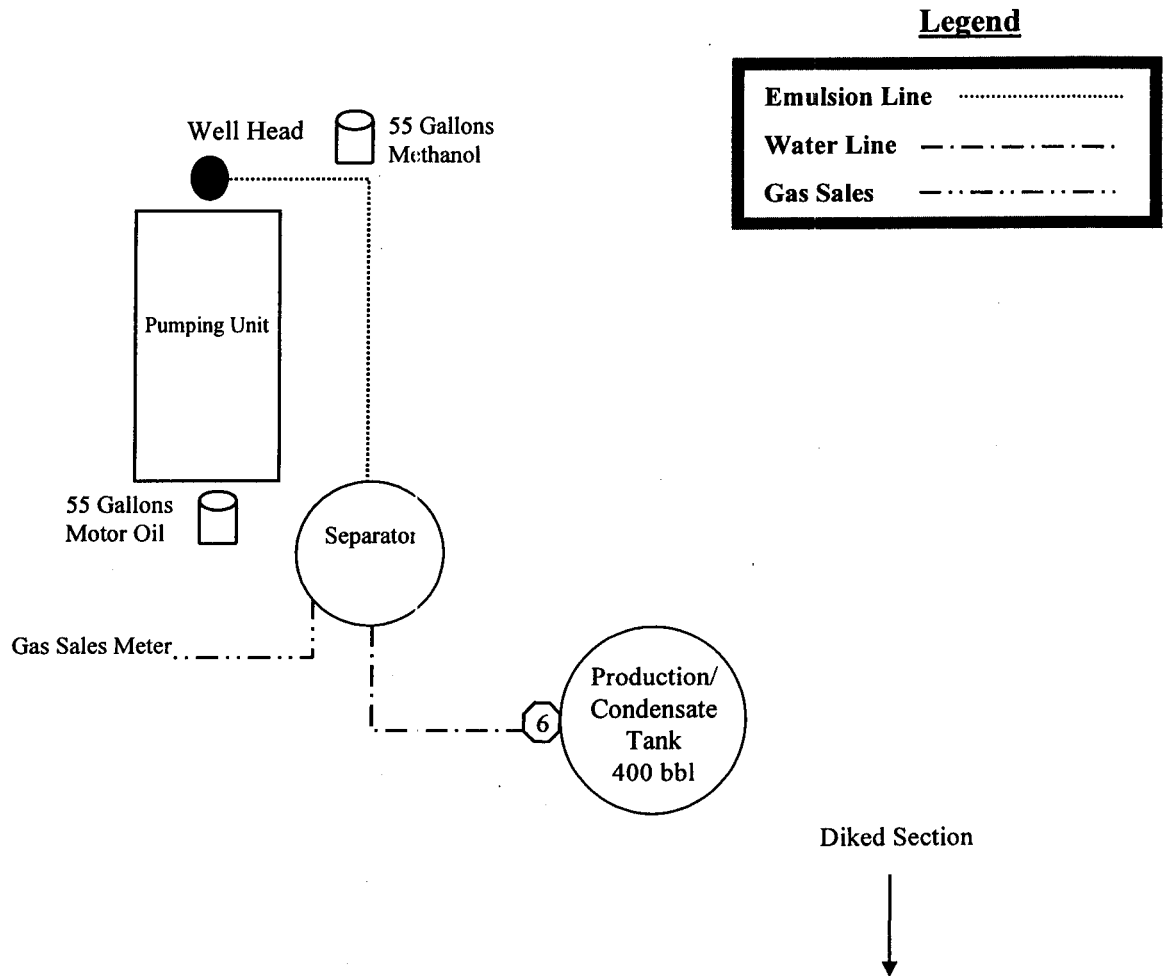 Legend
Emulsion Line
Water Line
Gas Sales
Well Head
55 Gallons
Methanol
Pumping Unit
55 Gallons
Motor Oil
Separator
Gas Sales Meter
6
Production/
Condensate
Tank
400 bbl
Diked Section